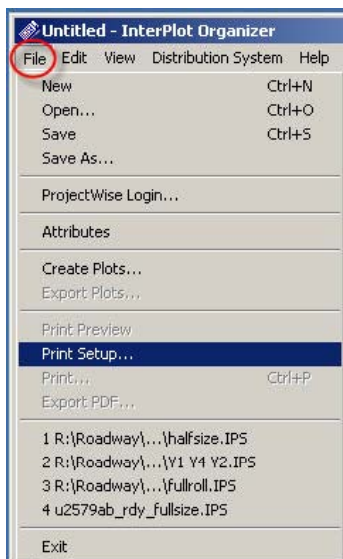 Untitled - InterPlot Organizer
File Edit View Distribution System Help
New Ctrl+N
Open... Ctrl+O
Save Ctrl+S
Save As...
ProjectWise Login...
Attributes
Create Plots...
Export Plots...
Print Preview
Print Setup...
Print... Ctrl+P
Export PDF...
1 R:\Roadway\...\halfsize.IPS
2 R:\Roadway\...\Y1 Y4 Y2.IPS
3 R:\Roadway\...\fullroll.IPS
4 u2579ab_rdy_fullsize.IPS
Exit